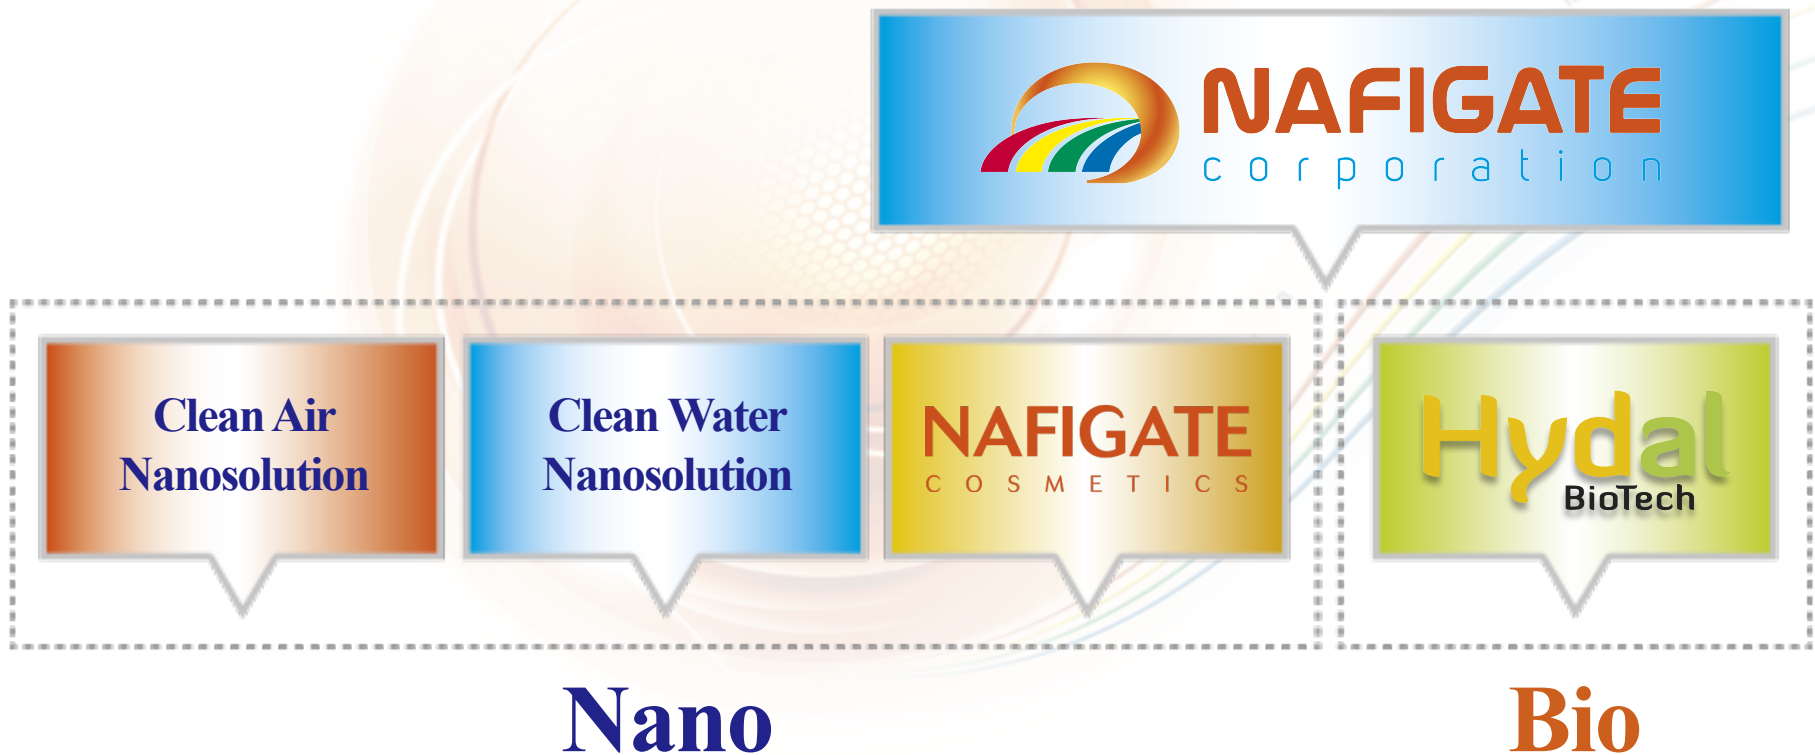 NAFIGATE
corporation
Clean Air
Nanosolution
Clean Water
Nanosolution
NAFIGATE
COSMETICS
Hydal
BioTech
Nano
Bio